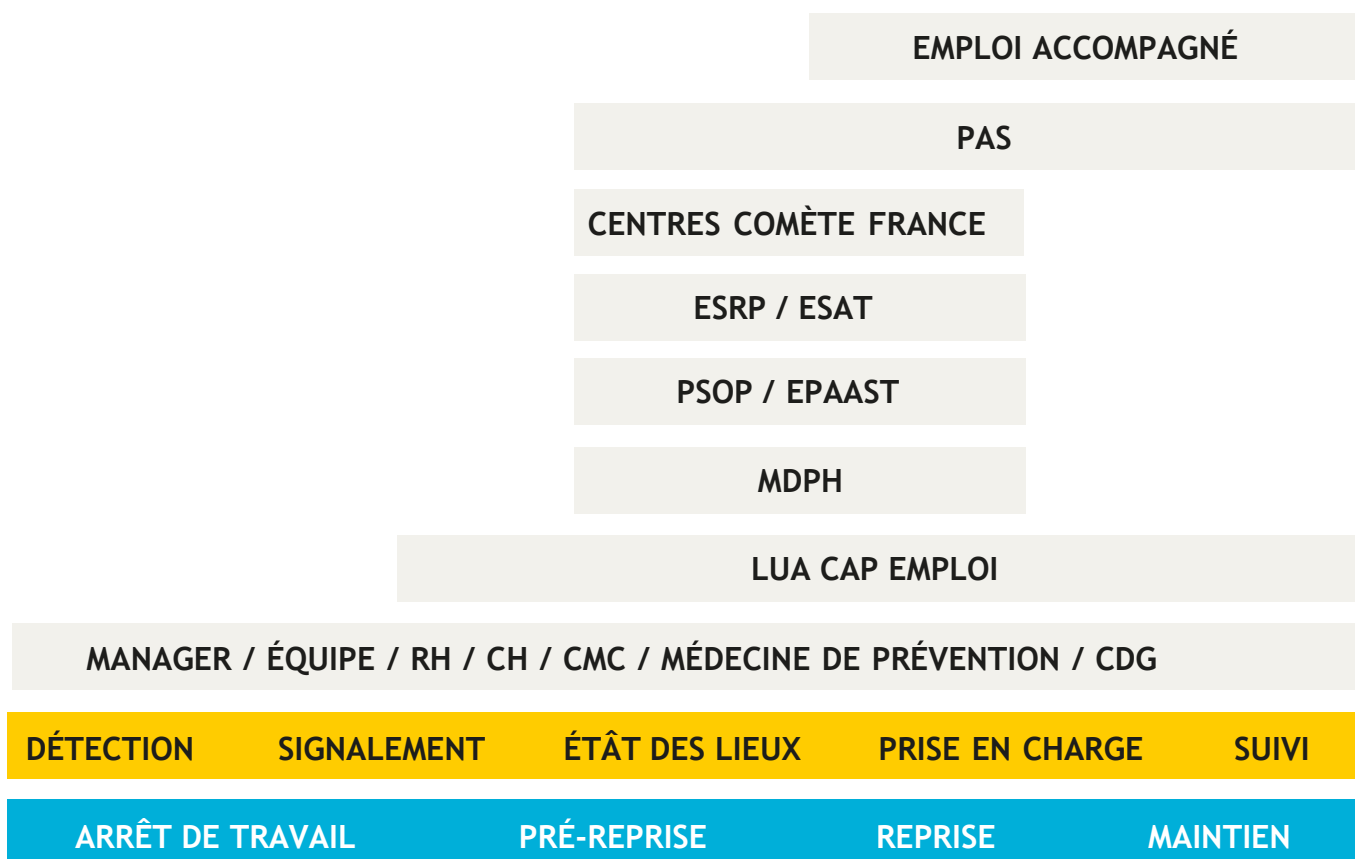 EMPLOI ACCOMPAGNÉ
PAS
CENTRES COMÈTE FRANCE
ESRP / ESAT
PSOP / EPAAST
MDPH
LUA CAP EMPLOI
MANAGER / ÉQUIPE / RH / CH / CMC / MÉDECINE DE PRÉVENTION / CDG
DÉTECTION SIGNALEMENT ÉTÂT DES LIEUX PRISE EN CHARGE SUIVI
ARRÊT DE TRAVAIL PRÉ-REPRISE REPRISE MAINTIEN